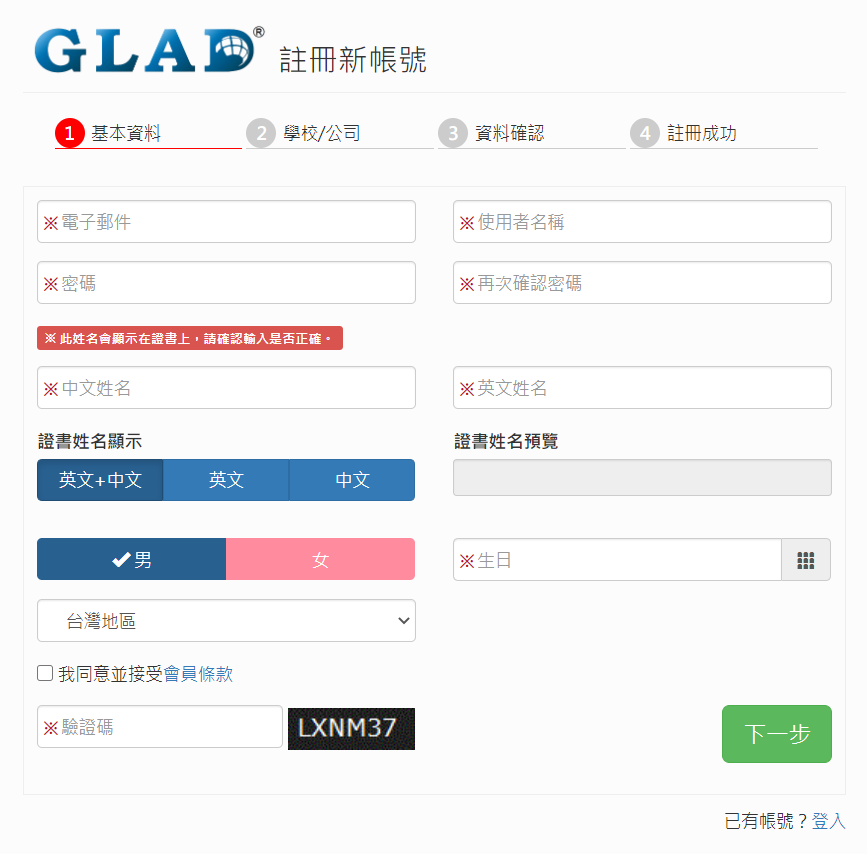 GLAD® 註冊新帳號
1 基本資料 2 學校/公司 3 資料確認 4 註冊成功
※電子郵件 ※使用者名稱
※密碼 ※再次確認密碼
※ 此姓名會顯示在證書上，請確認輸入是否正確。
※中文姓名 ※英文姓名
證書姓名顯示 證書姓名預覽
英文+中文 英文 中文
男 女 ※生日
台灣地區
我同意並接受會員條款
※驗證碼 LXNM37 下一步
已有帳號？登入